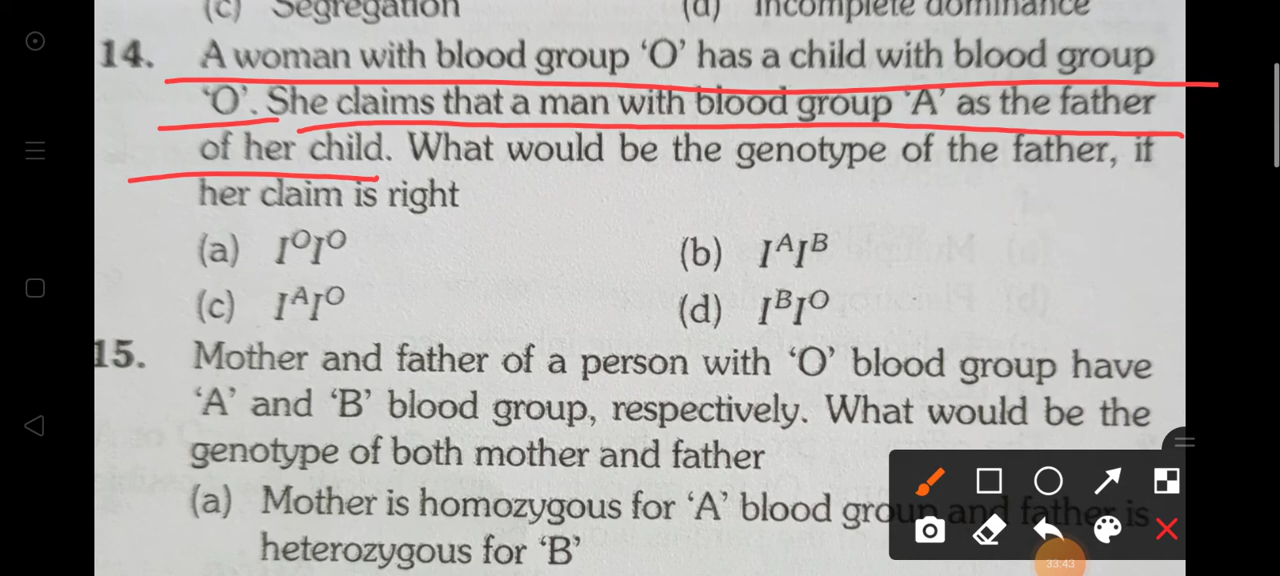 (c) Segregation (d) Incomplete dominance
14. A woman with blood group ‘O’ has a child with blood group
‘O’. She claims that a man with blood group ‘A’ as the father
of her child. What would be the genotype of the father, if
her claim is right
(a) I^O I^O (b) I^A I^B
(c) I^A I^O (d) I^B I^O
15. Mother and father of a person with ‘O’ blood group have
‘A’ and ‘B’ blood group, respectively. What would be the
genotype of both mother and father
(a) Mother is homozygous for ‘A’ blood group and father is
heterozygous for ‘B’
33:43